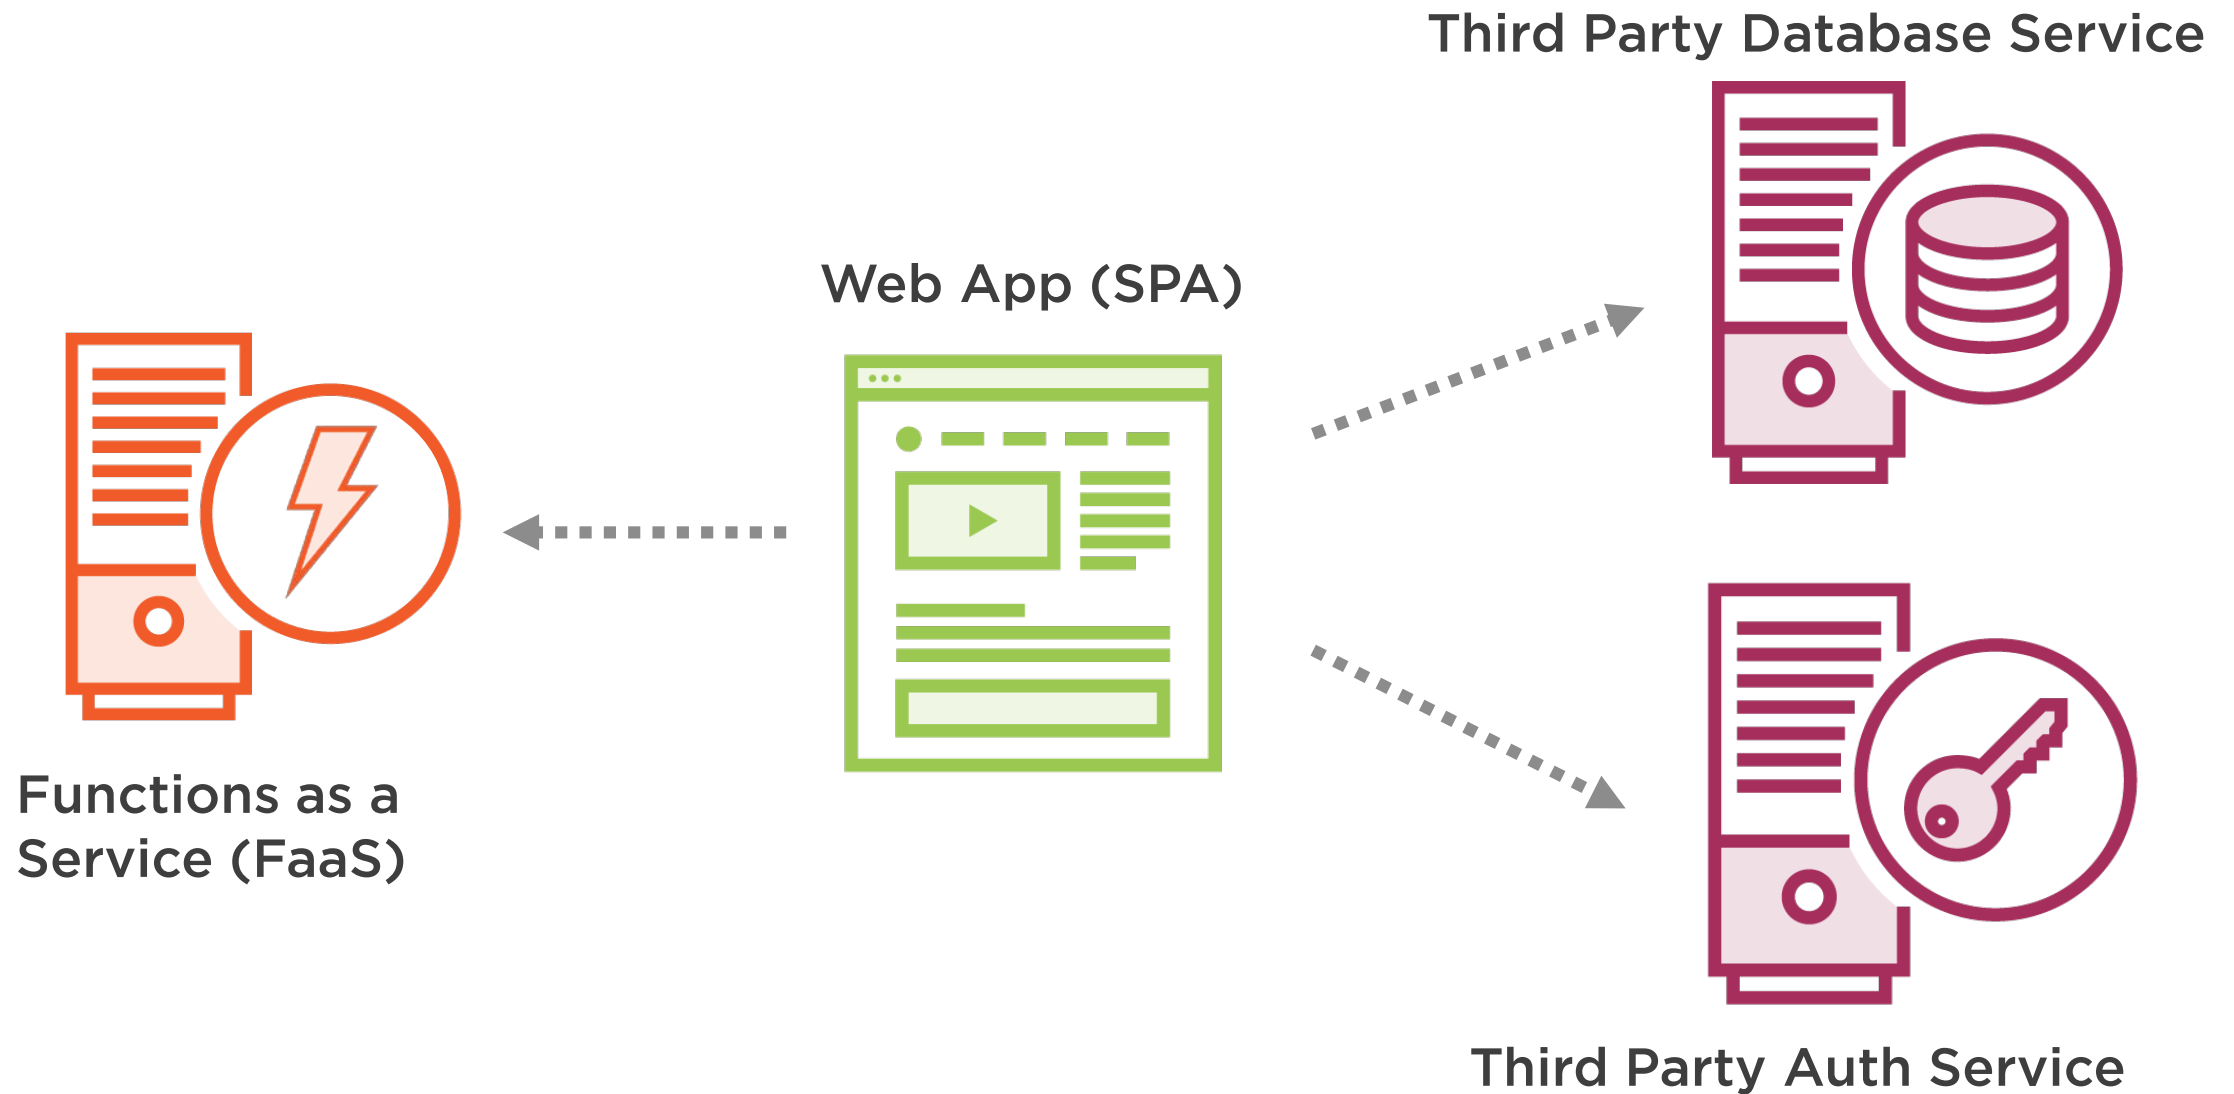 Third Party Database Service
Web App (SPA)
Functions as a
Service (FaaS)
Third Party Auth Service